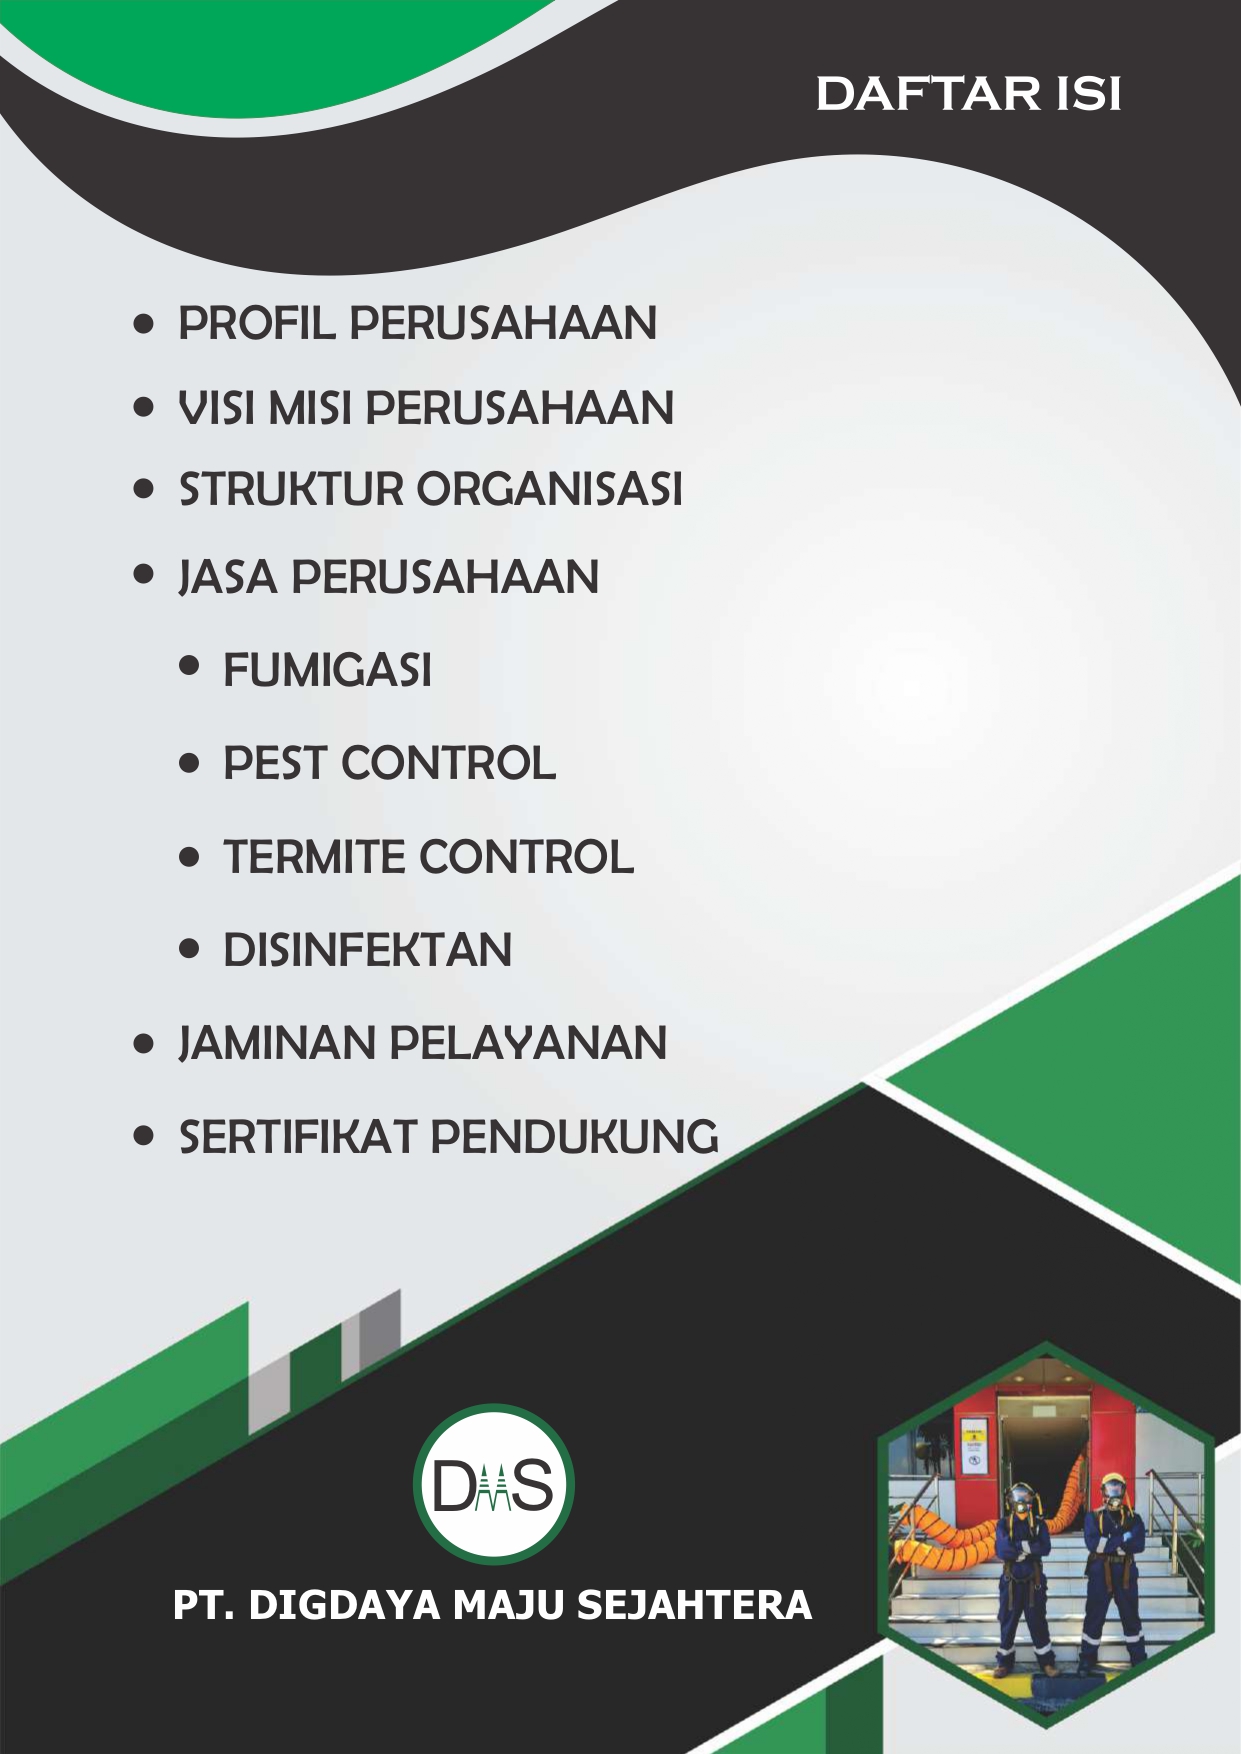 DAFTAR ISI
• PROFIL PERUSAHAAN
• VISI MISI PERUSAHAAN
• STRUKTUR ORGANISASI
• JASA PERUSAHAAN
• FUMIGASI
• PEST CONTROL
• TERMITE CONTROL
• DISINFEKTAN
• JAMINAN PELAYANAN
• SERTIFIKAT PENDUKUNG
DMS
PT. DIGDAYA MAJU SEJAHTERA